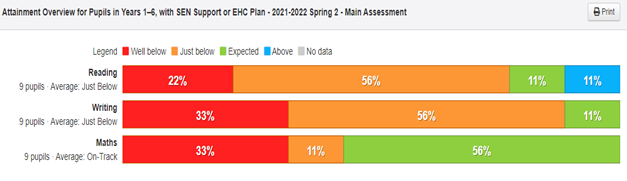 Attainment Overview for Pupils in Years 1–6, with SEN Support or EHC Plan - 2021-2022 Spring 2 - Main Assessment
Print
Legend Well below Just below Expected Above No data
Reading
9 pupils · Average: Just Below
22% 56% 11% 11%
Writing
9 pupils · Average: Just Below
33% 56% 11%
Maths
9 pupils · Average: On-Track
33% 11% 56%